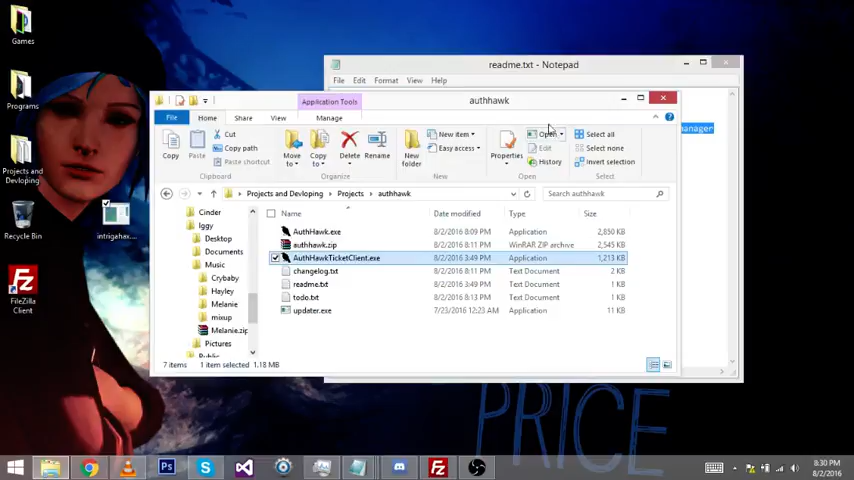 Games
Programs
Projects and Devloping
Recycle Bin
intrigahax...
FileZilla Client
readme.txt - Notepad
File Edit Format View Help
manager
Application Tools
authhawk
File Home Share View Manage
Copy
Paste
Cut
Copy path
Paste shortcut
Clipboard
Move to
Copy to
Delete
Rename
Organize
New folder
New item
Easy access
New
Properties
Open
Edit
History
Open
Select all
Select none
Invert selection
Select
Projects and Devloping Projects authhawk
Search authhawk
Cinder
Iggy
Desktop
Documents
Music
Crybaby
Hayley
Melanie
mixup
Melanie.zip
Pictures
Name Date modified Type Size
AuthHawk.exe 8/2/2016 8:09 PM Application 2,850 KB
authhawk.zip 8/2/2016 8:11 PM WinRAR ZIP archive 2,545 KB
AuthHawkTicketClient.exe 8/2/2016 3:49 PM Application 1,213 KB
changelog.txt 8/2/2016 8:11 PM Text Document 2 KB
readme.txt 8/2/2016 3:49 PM Text Document 1 KB
todo.txt 8/2/2016 8:13 PM Text Document 1 KB
updater.exe 7/23/2016 12:23 AM Application 11 KB
7 items 1 item selected 1.18 MB
PRICE
Ps
8:30 PM
8/2/2016